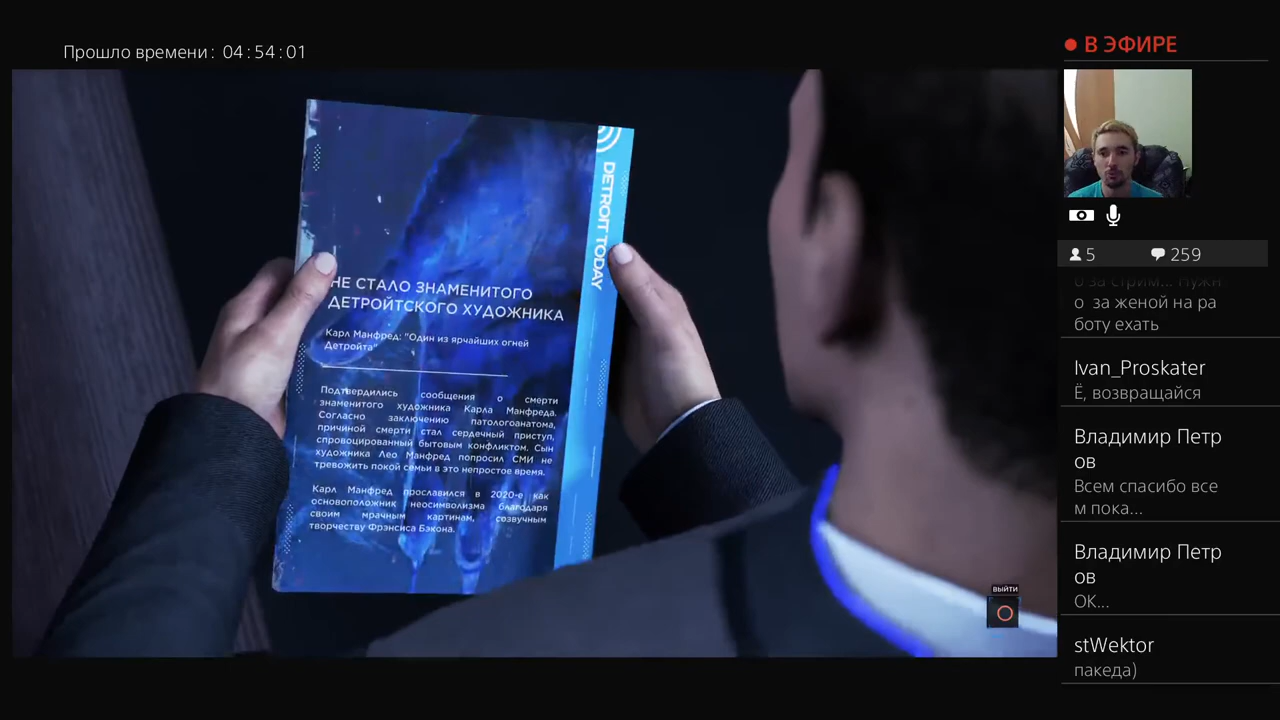 Прошло времени: 04:54:01
В ЭФИРЕ
DETROIT TODAY
НЕ СТАЛО ЗНАМЕНИТОГО
ДЕТРОЙТСКОГО ХУДОЖНИКА
Карл Манфред: "Один из ярчайших огней
Детройта"
Подтвердились сообщения о смерти
знаменитого художника Карла Манфреда.
Согласно заключению патологоанатома,
причиной смерти стал сердечный приступ,
спровоцированный бытовым конфликтом. Сын
художника Лео Манфред попросил СМИ не
тревожить покой семьи в это непростое время.
Карл Манфред прославился в 2020-е как
основоположник неосимволизма благодаря
своим мрачным картинам, созвучным
творчеству Фрэнсиса Бэкона.
ВЫЙТИ
5 259
о за стрим... Нужн
о за женой на ра
боту ехать
Ivan_Proskater
Ё, возвращайся
Владимир Петр
ов
Всем спасибо все
м пока...
Владимир Петр
ов
ОК...
stWektor
пакеда)